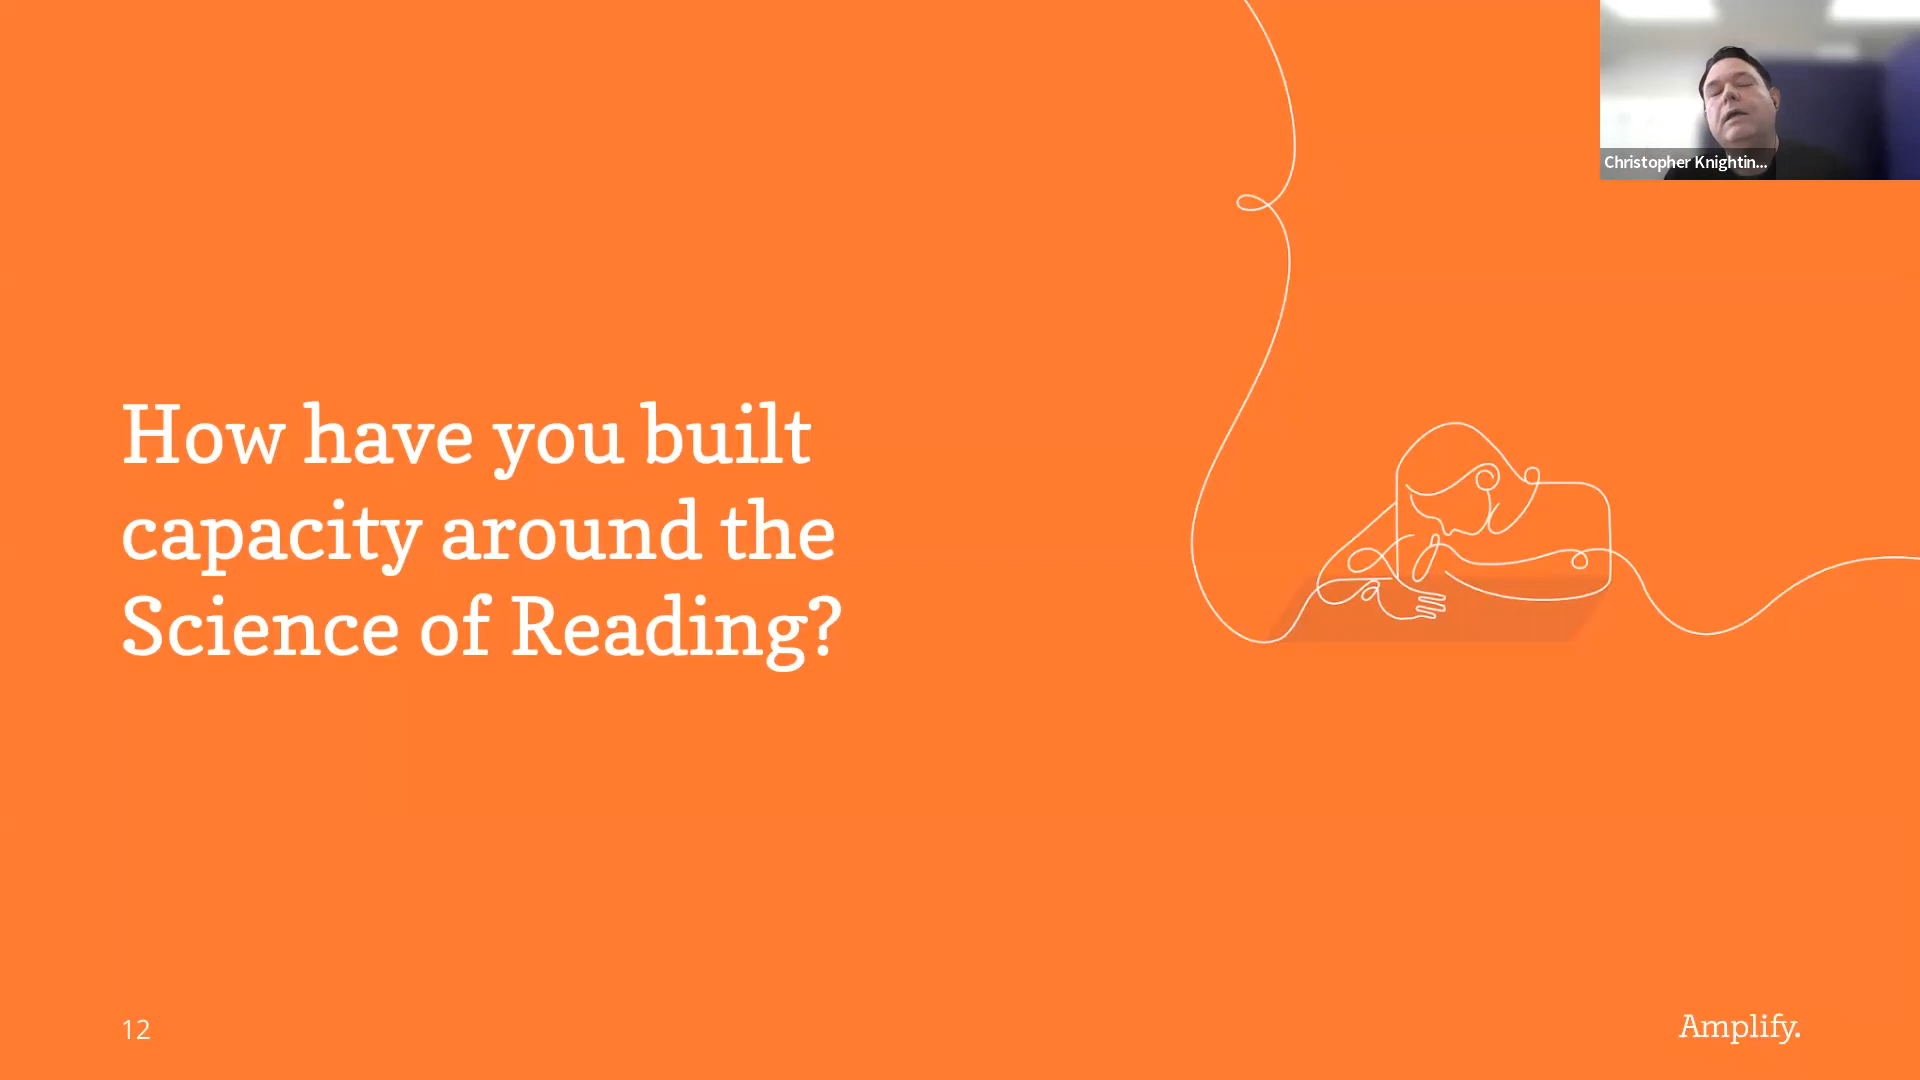 Christopher Knightin...
How have you built
capacity around the
Science of Reading?
12
Amplify.